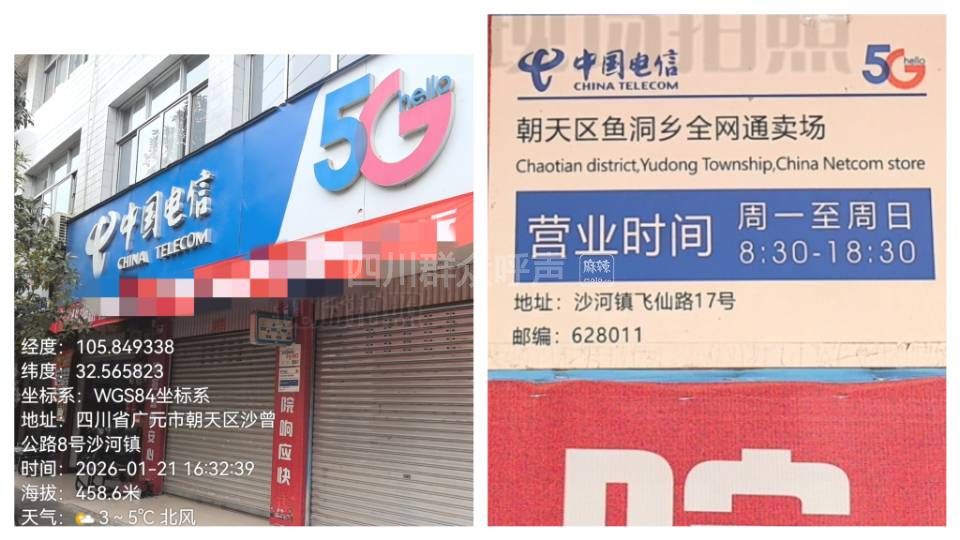 中国电信
CHINA TELECOM
5G
hello
四川群众呼声
麻辣
院响应快
安心
经度：105.849338
纬度：32.565823
坐标系：WGS84坐标系
地址：四川省广元市朝天区沙曾
公路8号沙河镇
时间：2026-01-21 16:32:39
海拔：458.6米
天气：3~5℃ 北风
现场拍照
中国电信
CHINA TELECOM
5G
hello
朝天区鱼洞乡全网通卖场
Chaotian district,Yudong Township,China Netcom store
营业时间
周一至周日
8:30-18:30
地址：沙河镇飞仙路17号
邮编：628011